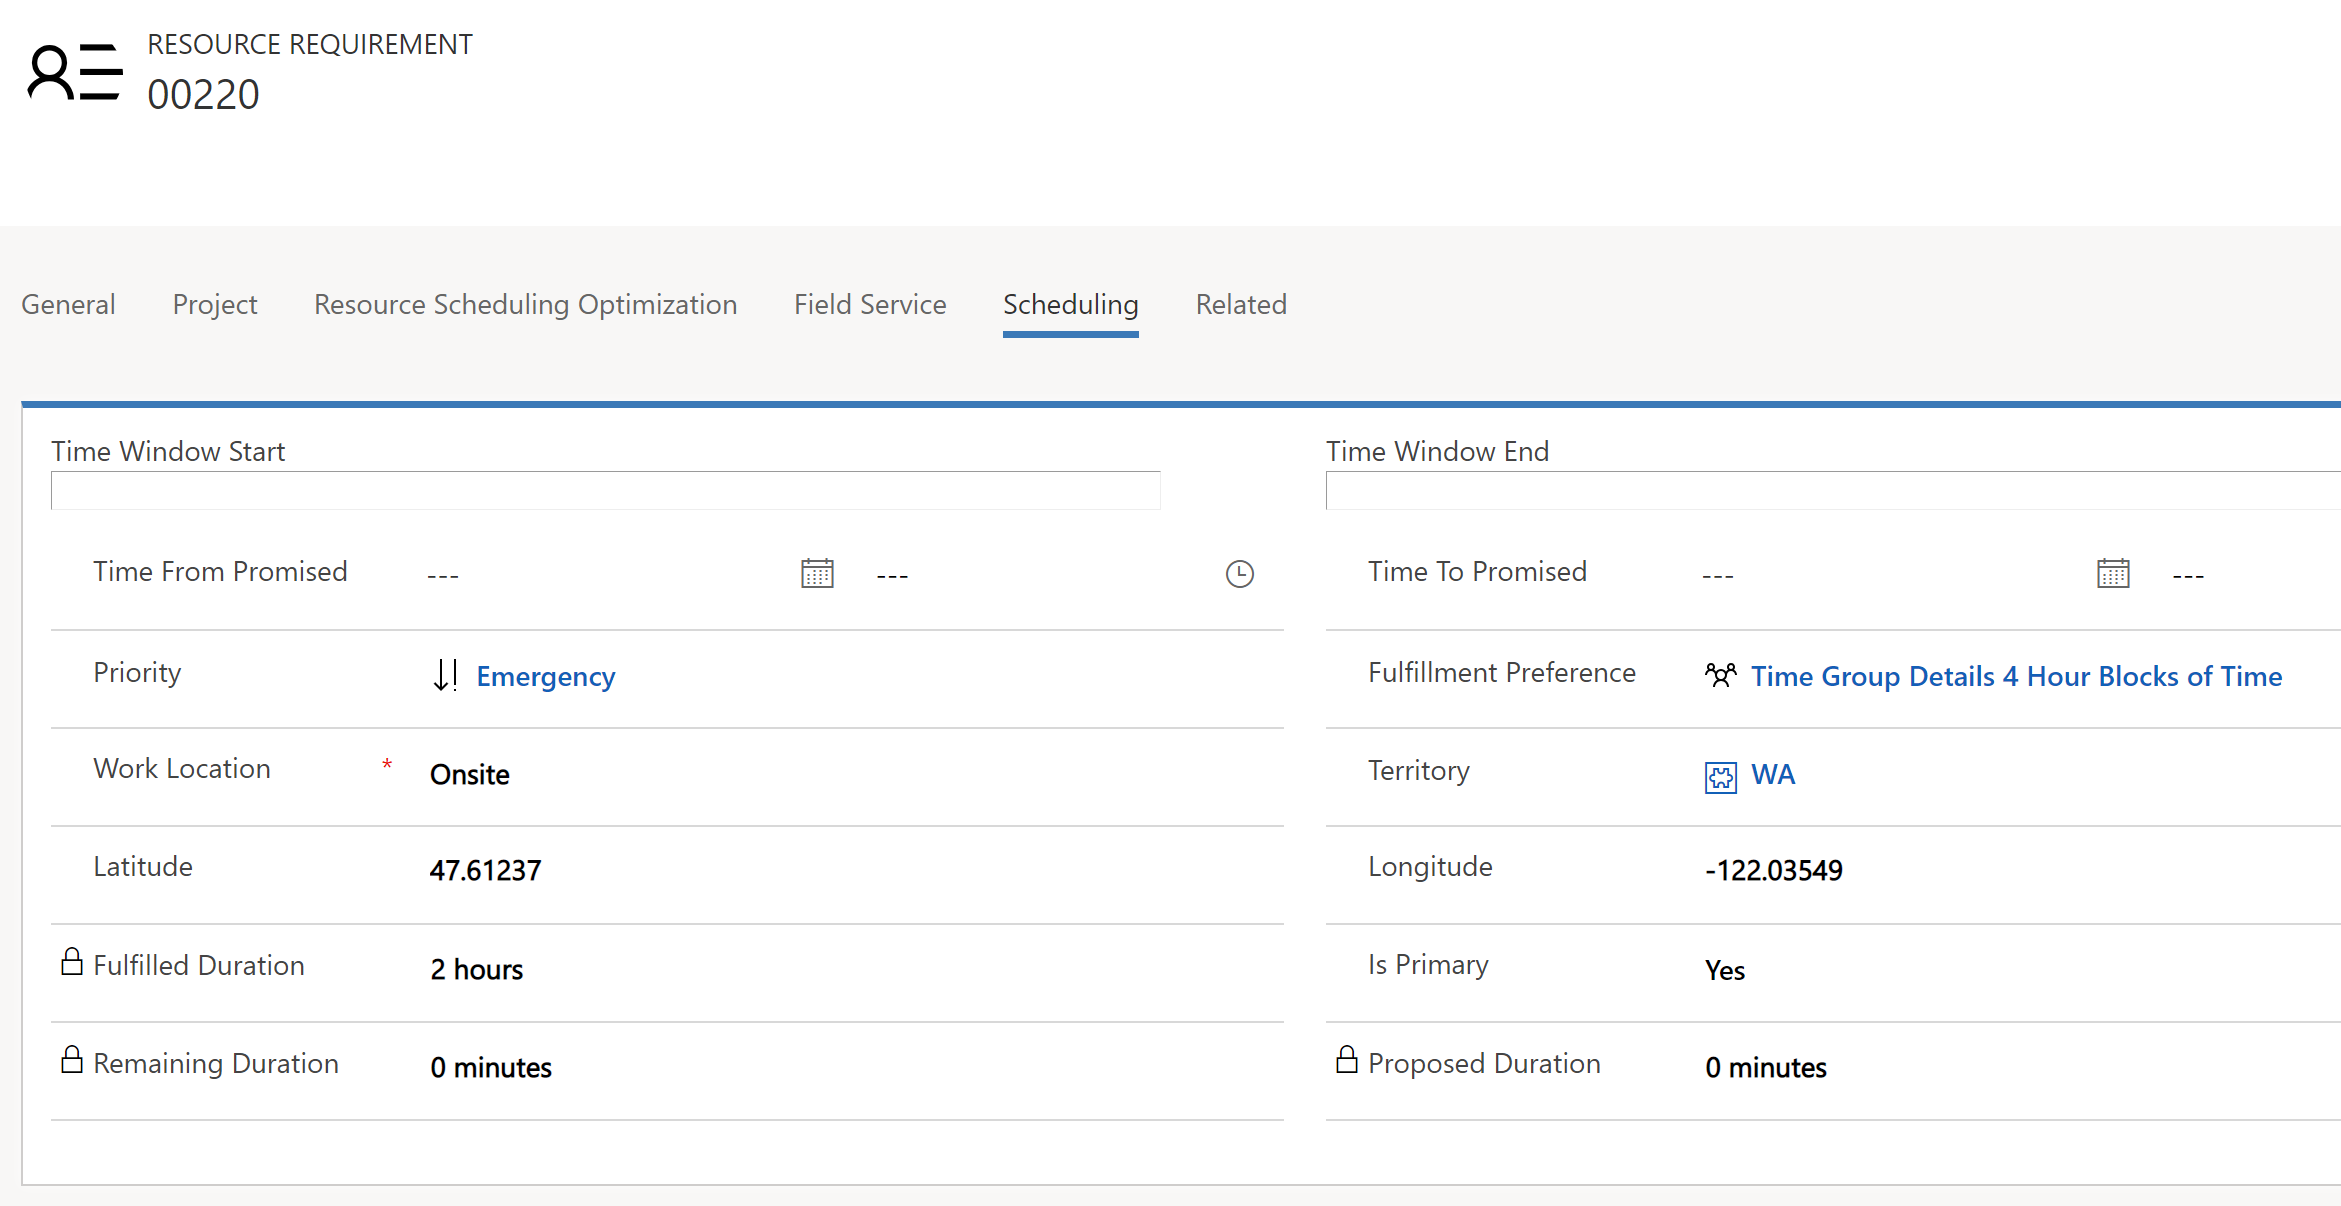 RESOURCE REQUIREMENT
00220
General Project Resource Scheduling Optimization Field Service Scheduling Related
Time Window Start
Time Window End
Time From Promised --- ---
Time To Promised --- ---
Priority Emergency
Fulfillment Preference Time Group Details 4 Hour Blocks of Time
Work Location * Onsite
Territory WA
Latitude 47.61237
Longitude -122.03549
Fulfilled Duration 2 hours
Is Primary Yes
Remaining Duration 0 minutes
Proposed Duration 0 minutes